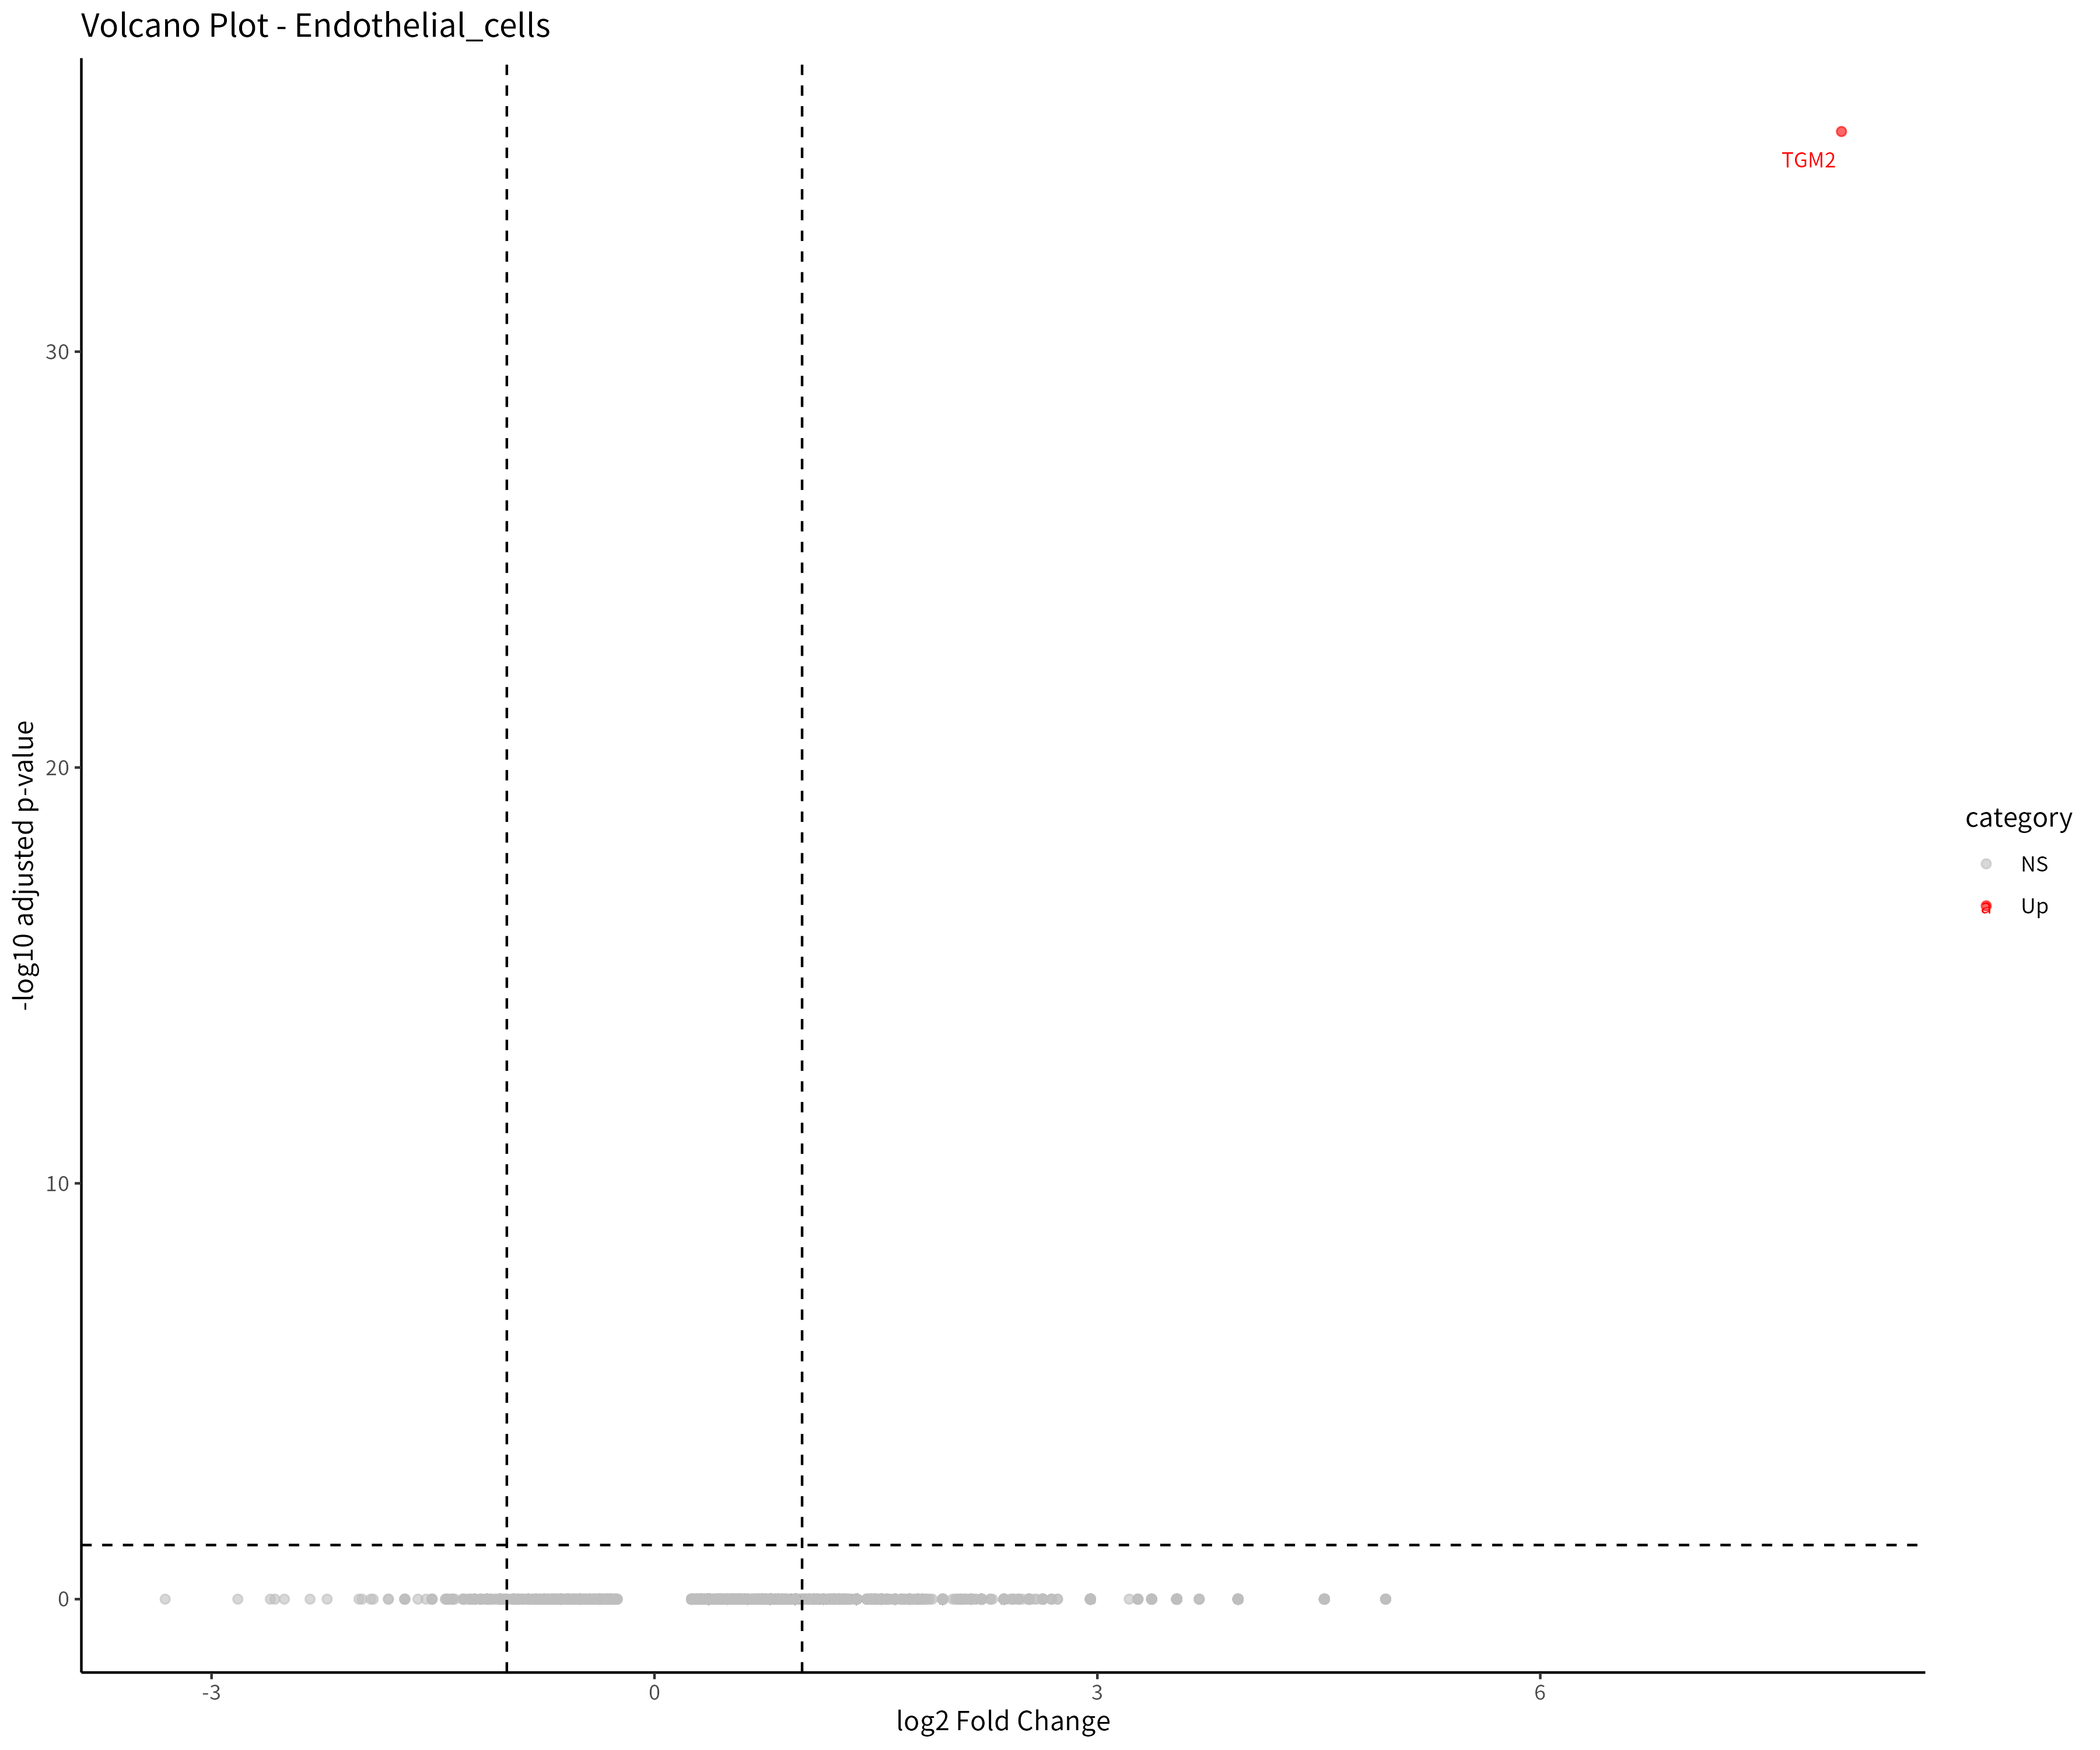 Volcano Plot - Endothelial_cells
TGM2
30
20
10
0
-log10 adjusted p-value
-3
0
3
6
log2 Fold Change
category
NS
a
Up